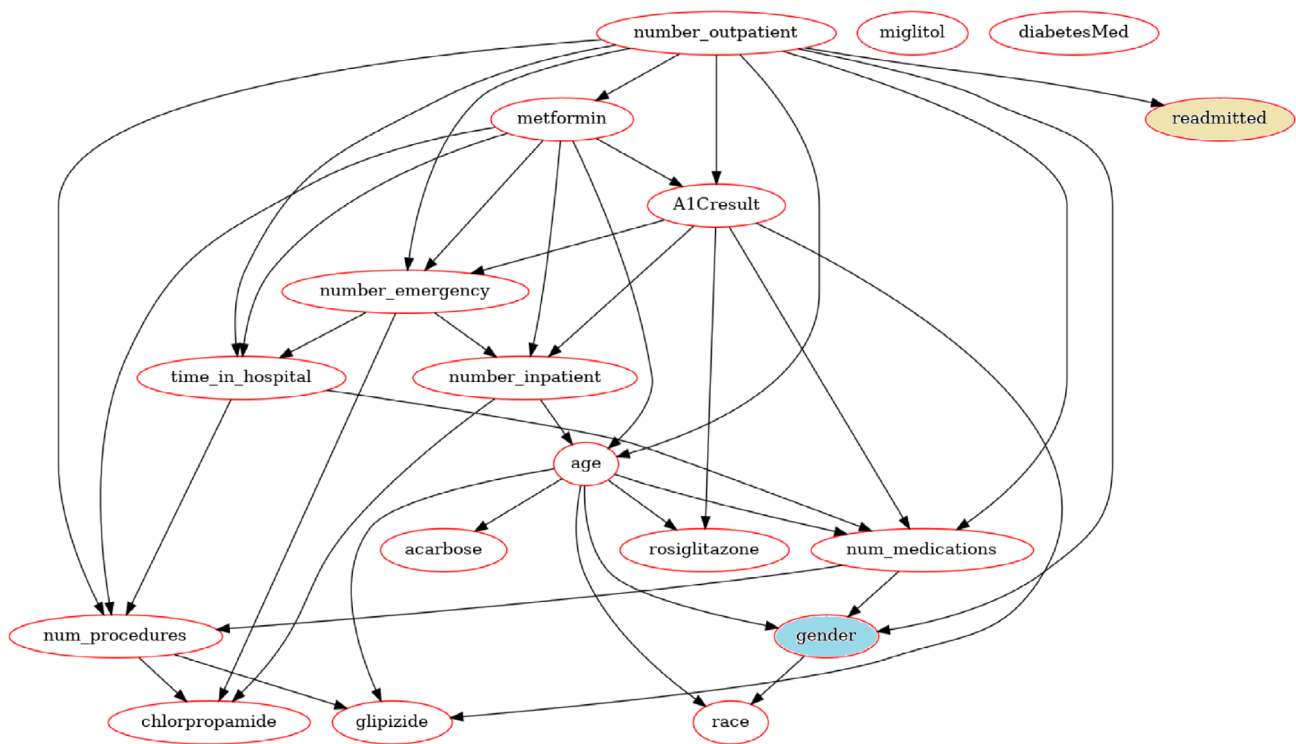 number_outpatient
miglitol
diabetesMed
metformin
readmitted
A1Cresult
number_emergency
time_in_hospital
number_inpatient
age
acarbose
rosiglitazone
num_medications
num_procedures
gender
chlorpropamide
glipizide
race